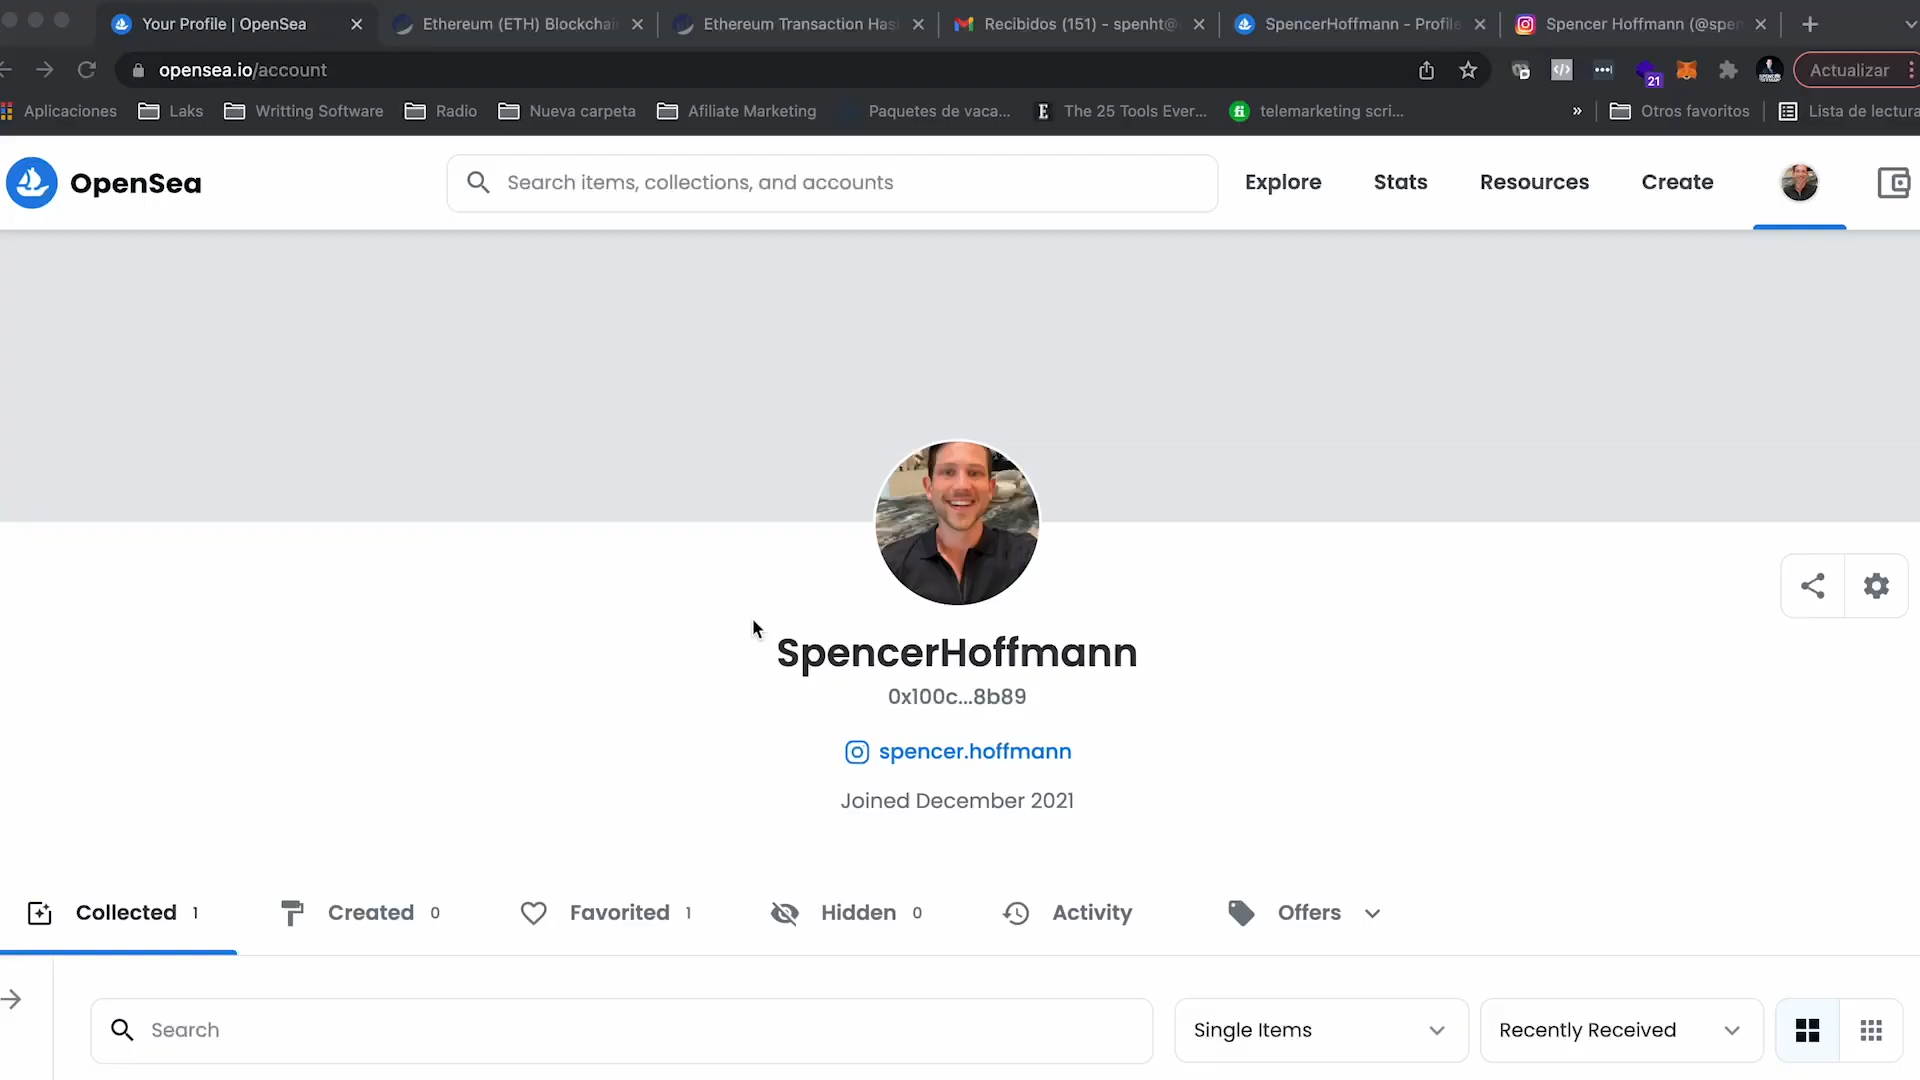 Your Profile | OpenSea
Ethereum (ETH) Blockchai
Ethereum Transaction Has
Recibidos (151) - spenht@
SpencerHoffmann - Profile
Spencer Hoffmann (@spen
opensea.io/account
21
Actualizar
Aplicaciones
Laks
Writting Software
Radio
Nueva carpeta
Afiliate Marketing
Paquetes de vaca...
E
The 25 Tools Ever...
fi
telemarketing scri...
»
Otros favoritos
Lista de lectura
OpenSea
Search items, collections, and accounts
Explore
Stats
Resources
Create
SpencerHoffmann
0x100c...8b89
spencer.hoffmann
Joined December 2021
Collected 1
Created 0
Favorited 1
Hidden 0
Activity
Offers
Search
Single Items
Recently Received